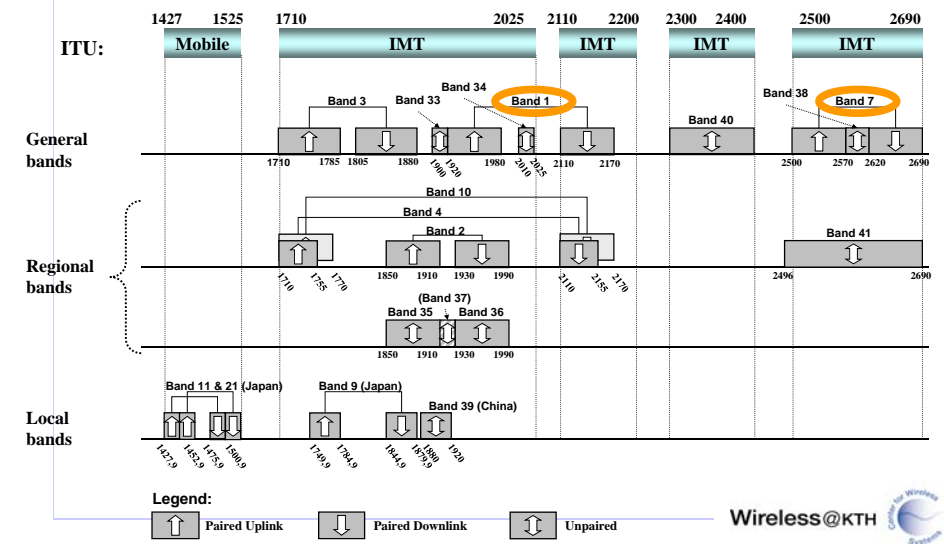 1427 1525 1710 2025 2110 2200 2300 2400 2500 2690
ITU: Mobile IMT IMT IMT IMT
Band 3 Band 33 Band 34 Band 1 Band 38 Band 7
Band 40
General
bands
1710 1785 1805 1880 1900 1920 1980 2010 2025 2110 2170 2500 2570 2620 2690
Band 10
Band 4
Band 2 Band 41
Regional
bands
1710 1755 1770 1850 1910 1930 1990 2110 2155 2170 2496 2690
(Band 37)
Band 35 Band 36
1850 1910 1930 1990
Band 11 & 21 (Japan) Band 9 (Japan)
Band 39 (China)
Local
bands
1427,9 1452,9 1475,9 1500,9 1749,9 1784,9 1844,9 1879,9 1880 1920
Legend:
Paired Uplink Paired Downlink Unpaired
Wireless@KTH
Center for Wireless
Systems